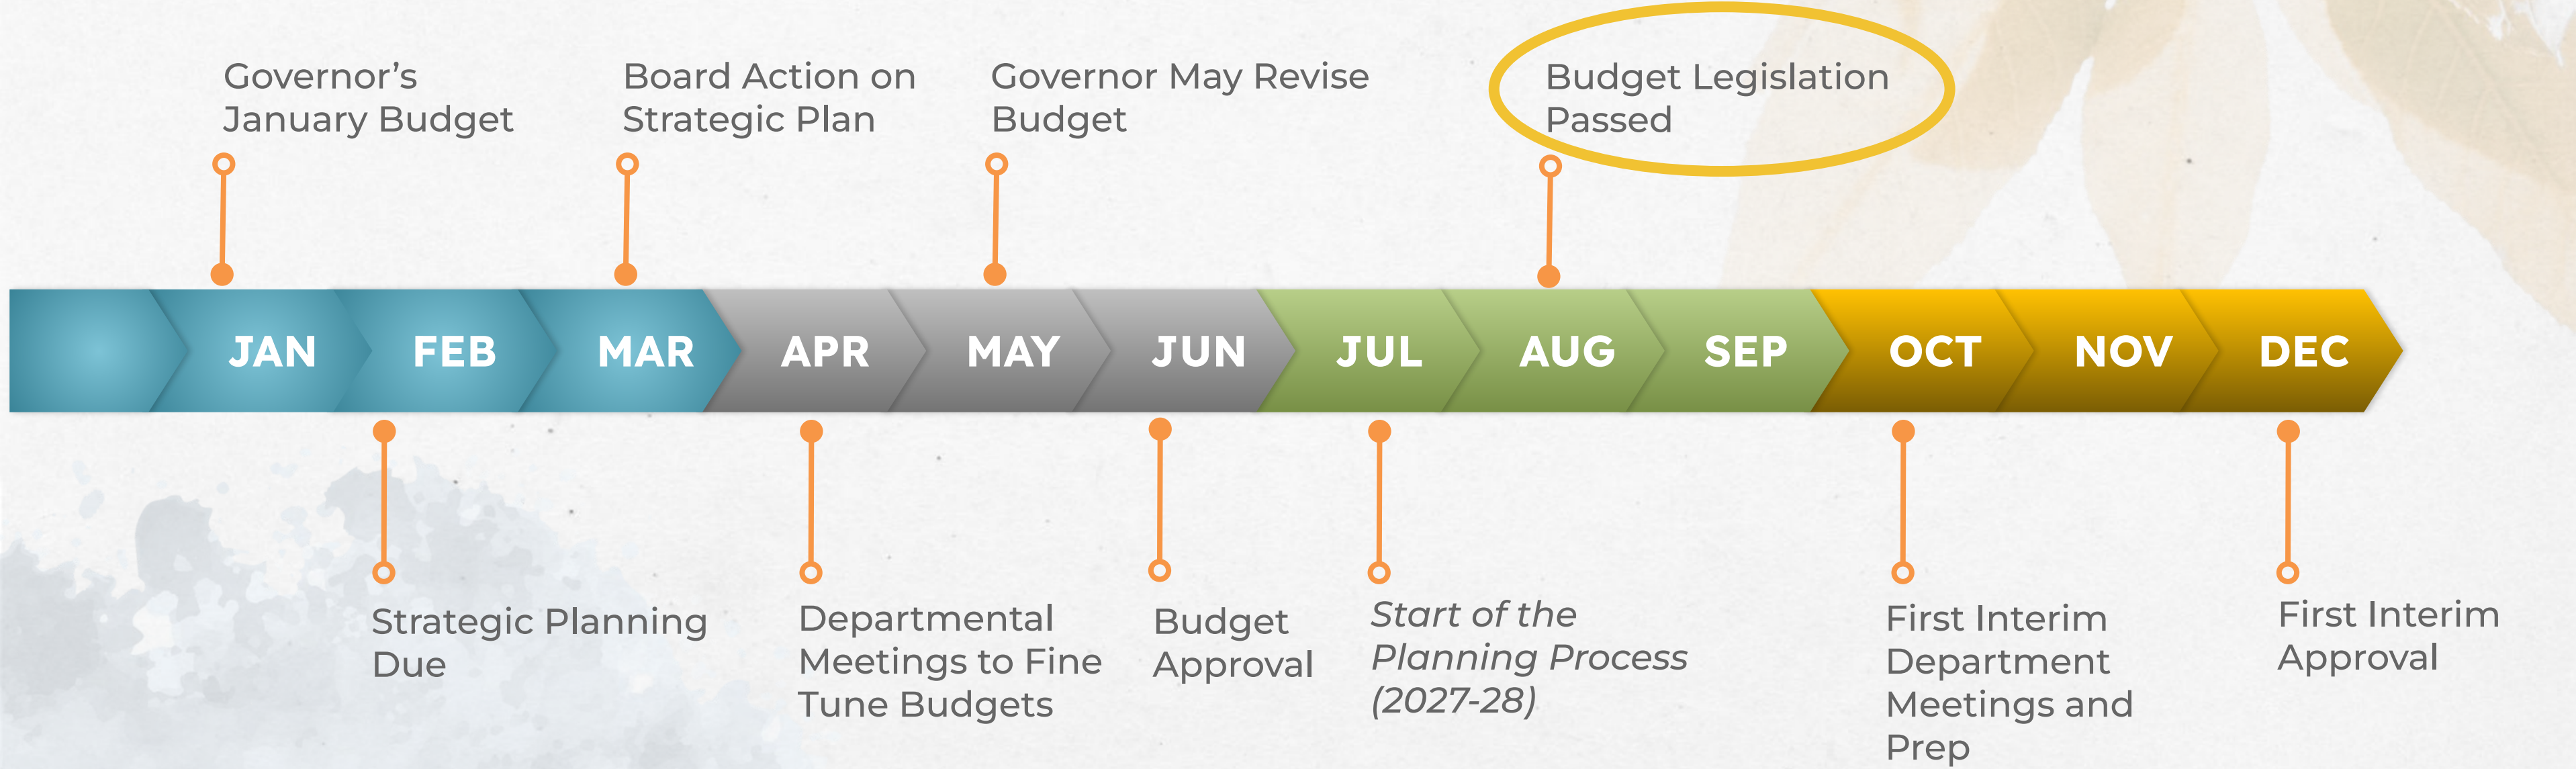 Governor’s
January Budget
Board Action on
Strategic Plan
Governor May Revise
Budget
Budget Legislation
Passed
JAN
FEB
MAR
APR
MAY
JUN
JUL
AUG
SEP
OCT
NOV
DEC
Strategic Planning
Due
Departmental
Meetings to Fine
Tune Budgets
Budget
Approval
Start of the
Planning Process
(2027-28)
First Interim
Department
Meetings and
Prep
First Interim
Approval